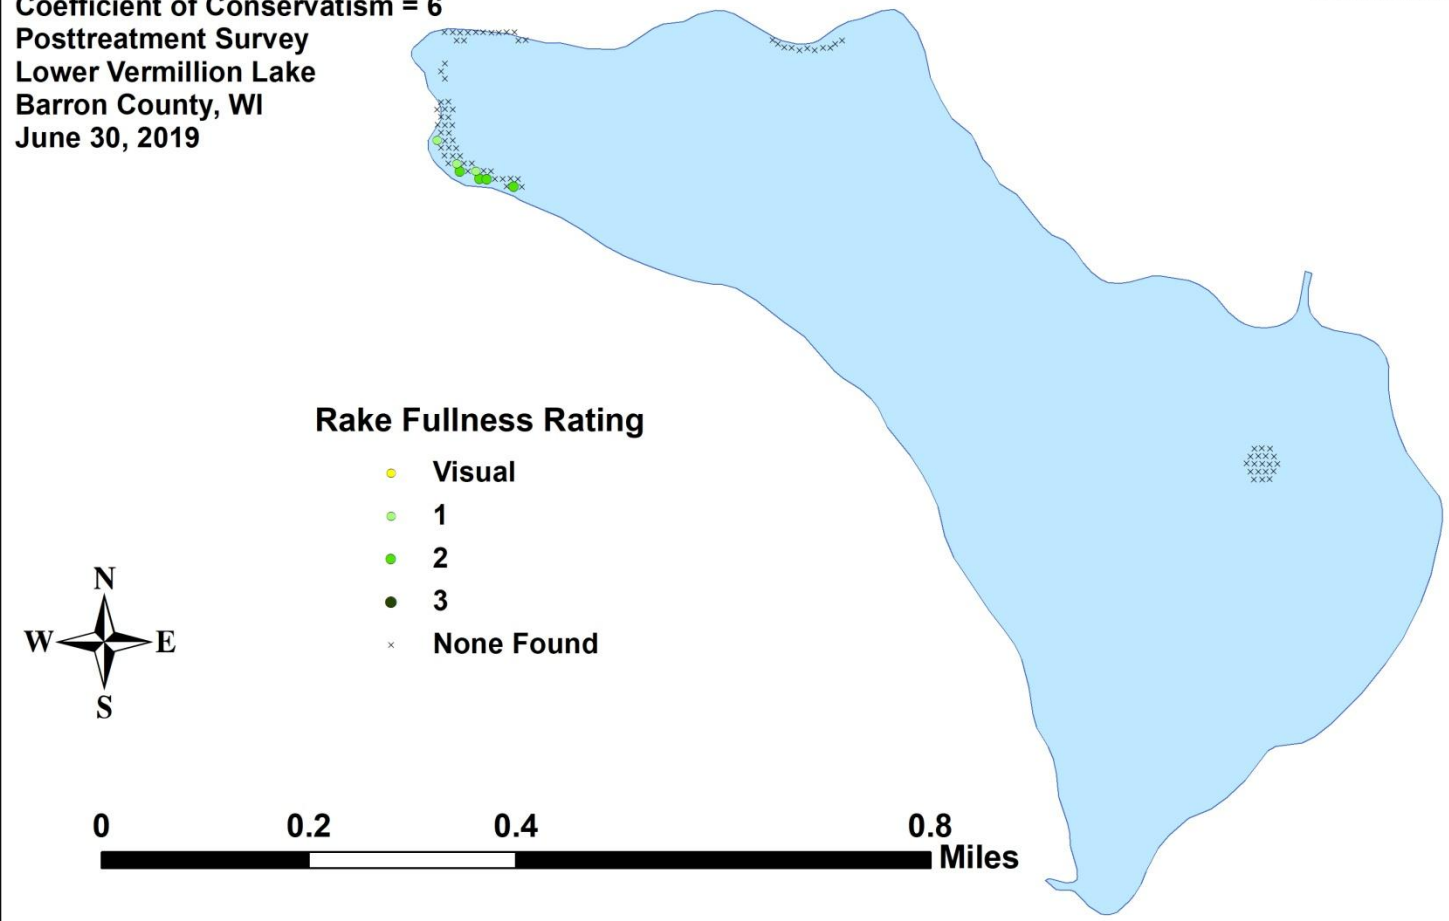 Coefficient of Conservatism = 6
Posttreatment Survey
Lower Vermillion Lake
Barron County, WI
June 30, 2019
Rake Fullness Rating
Visual
1
2
3
None Found
N
W E
S
0 0.2 0.4 0.8
Miles